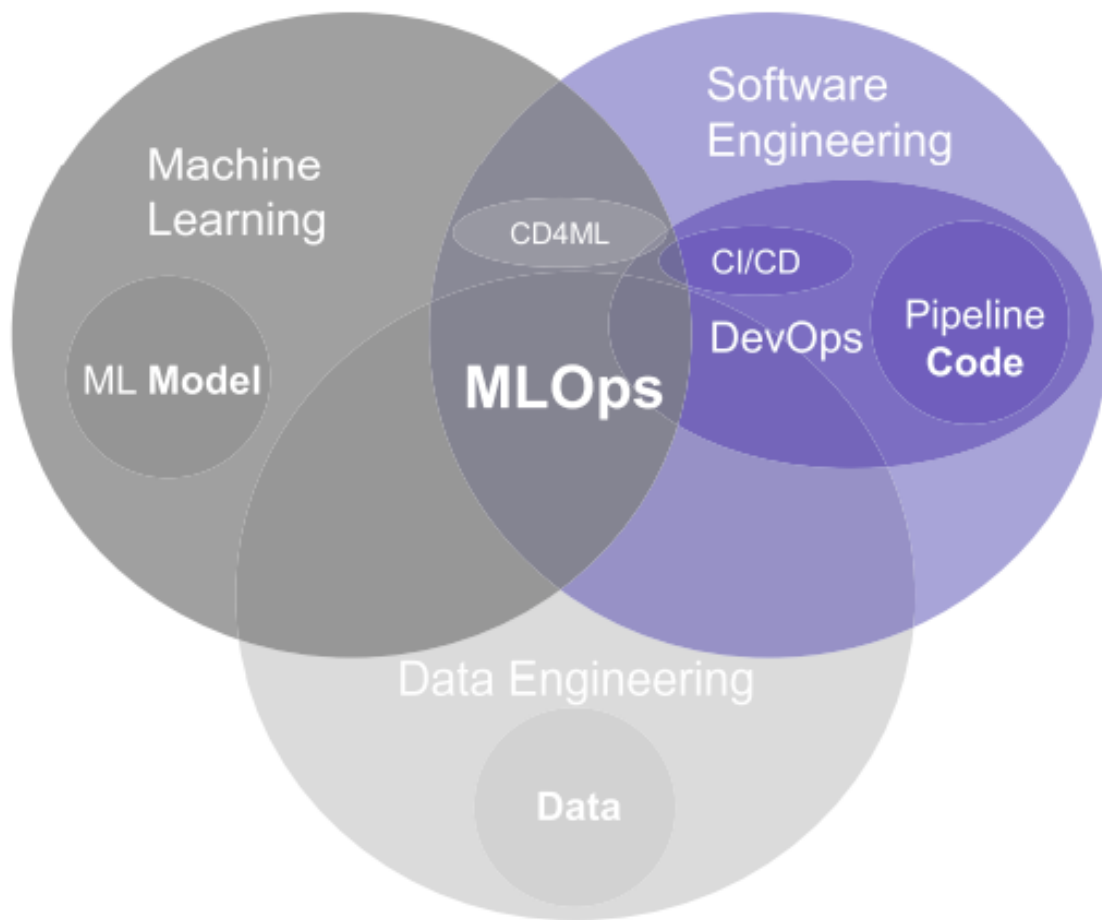 Software
Engineering
Machine
Learning
CD4ML
CI/CD
DevOps
Pipeline
Code
ML Model
MLOps
Data Engineering
Data